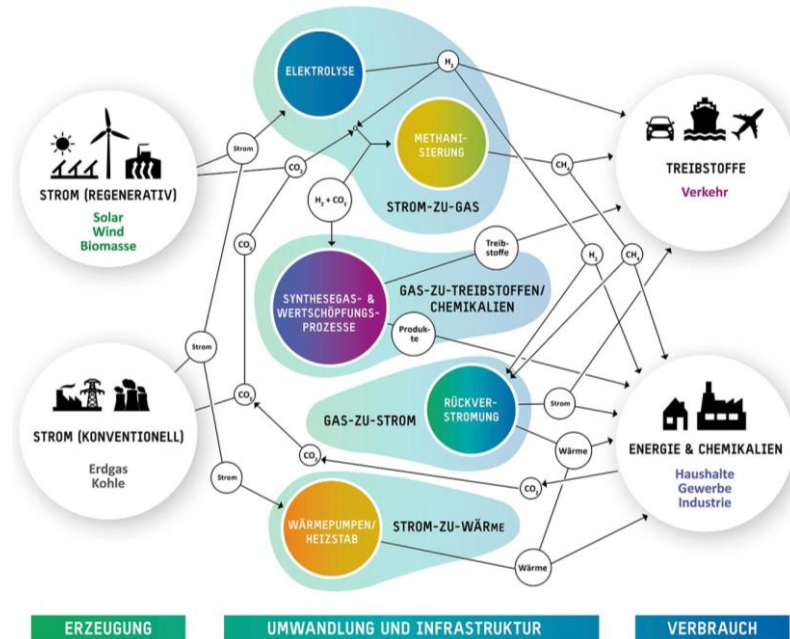 ELEKTROLYSE
H₂
Strom
CO₂
METHANI-
SIERUNG
CH₄
STROM (REGENERATIV)
Solar
Wind
Biomasse
TREIBSTOFFE
Verkehr
H₂ + CO₂
STROM-ZU-GAS
CO₂
Treib-
stoffe
H₂
CH₄
SYNTHESEGAS- &
WERTSCHÖPFUNGS-
PROZESSE
GAS-ZU-TREIBSTOFFEN/
CHEMIKALIEN
Produk-
te
Strom
CO₂
RÜCKVER-
STROMUNG
Strom
GAS-ZU-STROM
STROM (KONVENTIONELL)
Erdgas
Kohle
Wärme
ENERGIE & CHEMIKALIEN
Haushalte
Gewerbe
Industrie
CO₂
CO₂
Strom
WÄRMEPUMPEN/
HEIZSTAB
STROM-ZU-WÄRME
Wärme
ERZEUGUNG
UMWANDLUNG UND INFRASTRUKTUR
VERBRAUCH